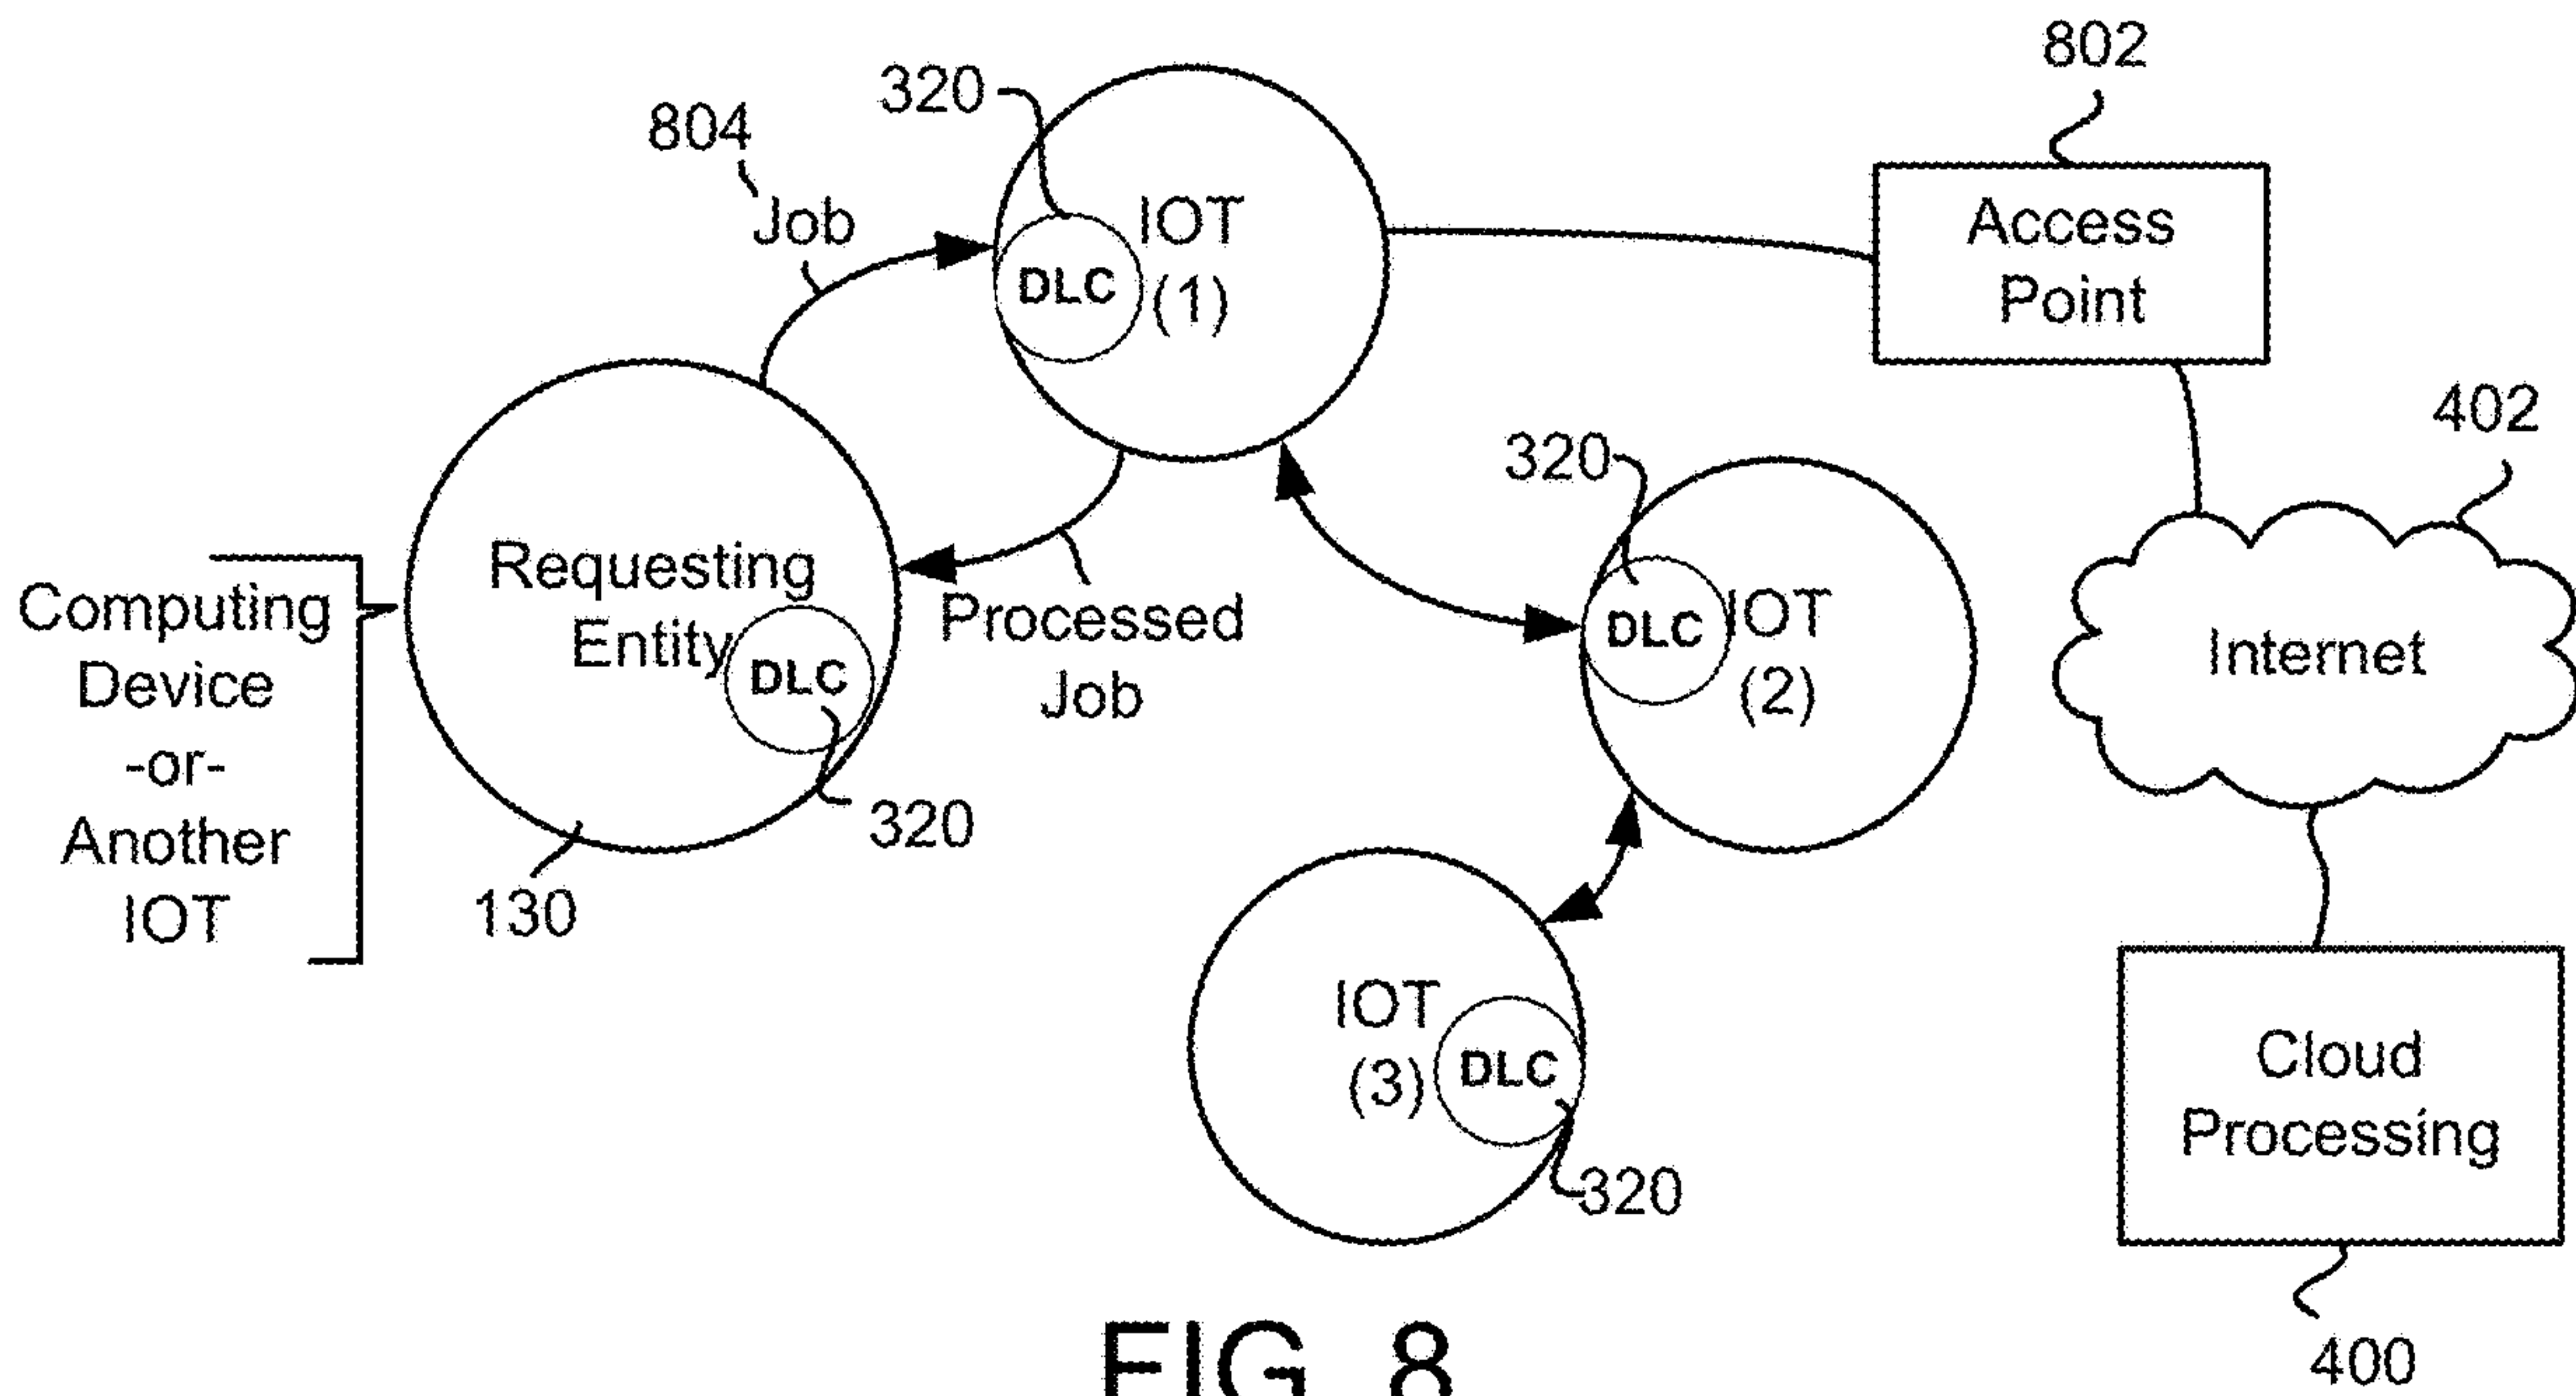 802
320
804
Job
IOT
(1)
DLC
Access
Point
402
320
Requesting
Entity
DLC
320
130
Computing
Device
-or-
Another
IOT
Processed
Job
IOT
(2)
DLC
Internet
IOT
(3)
DLC
320
Cloud
Processing
400
FIG. 8